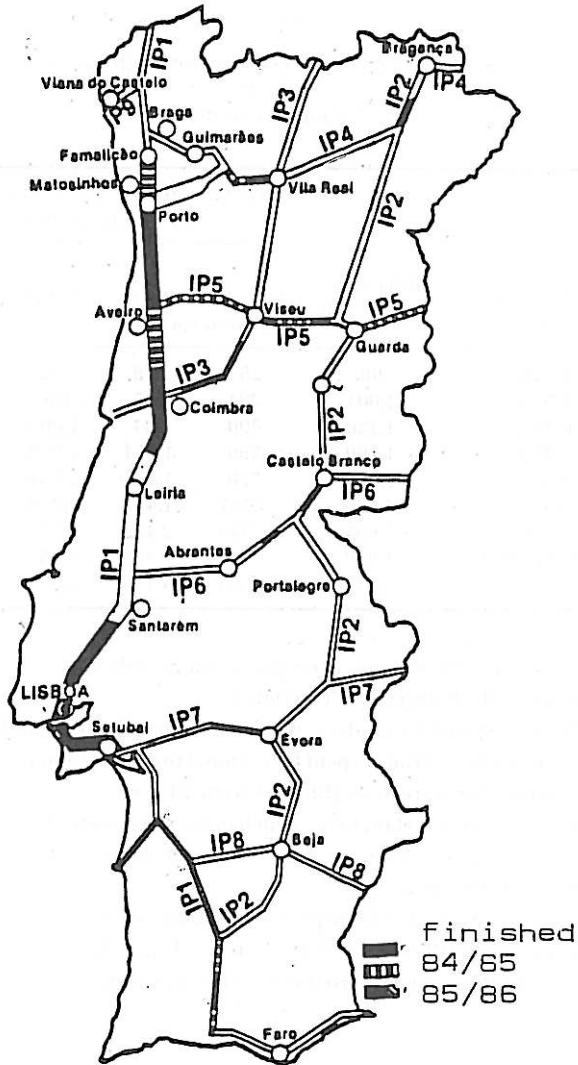 IP1
Bragança
IP2
IP4
Viana do Castelo
IP9
IP3
Braga
Guimarães
IP4
Famalicão
Matosinhos
Vila Real
Porto
IP2
IP5
Viseu
IP5
Aveiro
IP5
Guarda
IP3
Coimbra
IP2
Castelo Branco
Leiria
IP6
IP1
Abrantes
IP6
Portalegre
Santarém
IP2
LISBOA
IP7
Setubal
IP7
Évora
IP2
Beja
IP8
IP8
IP1
IP2
finished
84/85
85/86
Faro